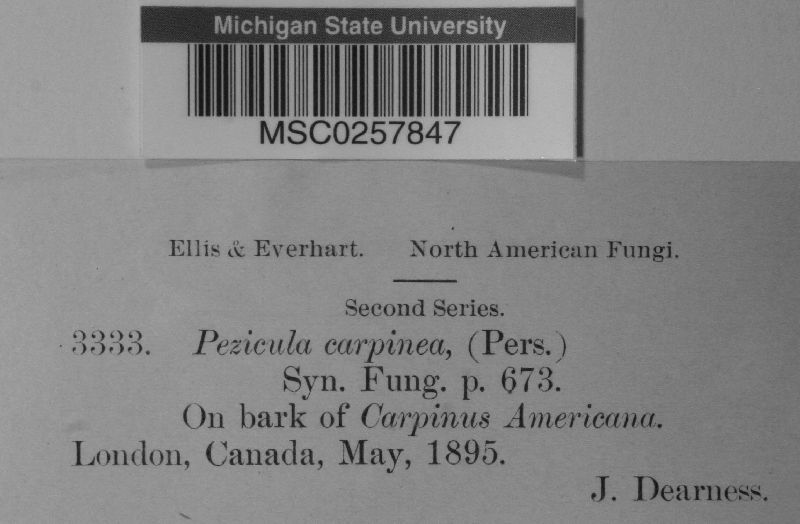 Michigan State University
MSC0257847
Ellis & Everhart. North American Fungi.
Second Series.
3333. Pezicula carpinea, (Pers.)
Syn. Fung. p. 673.
On bark of Carpinus Americana.
London, Canada, May, 1895.
J. Dearness.